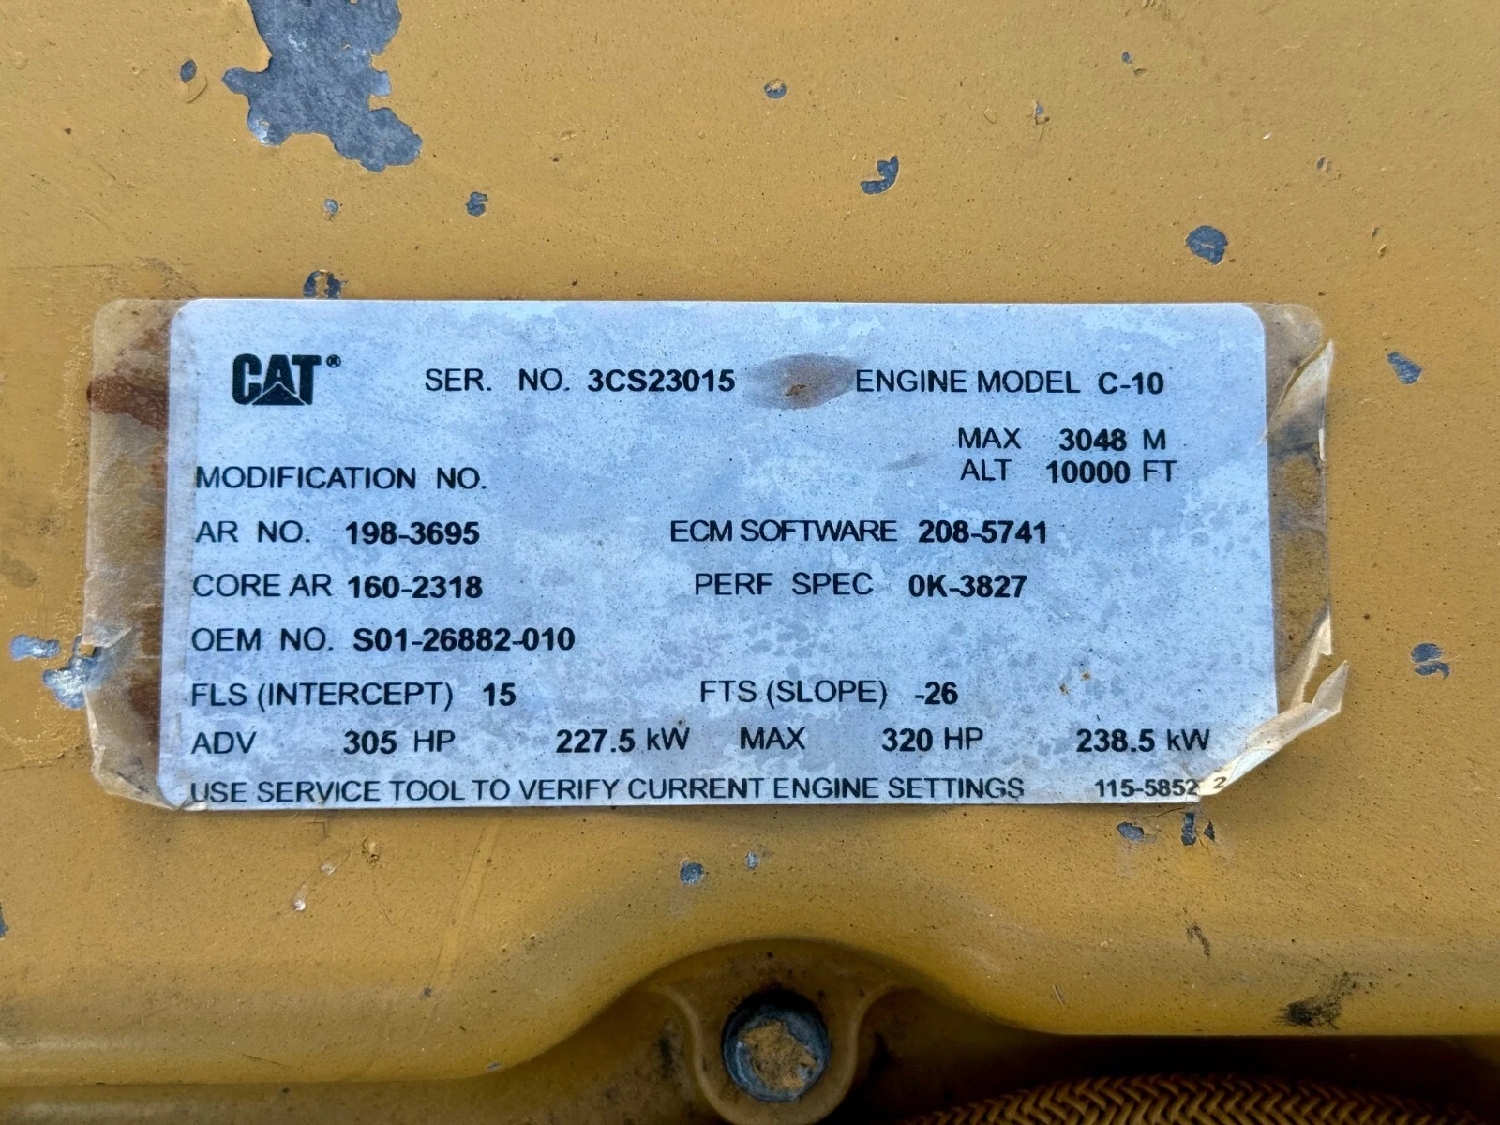 CAT® SER. NO. 3CS23015 ENGINE MODEL C-10
MAX 3048 M
MODIFICATION NO. ALT 10000 FT
AR NO. 198-3695 ECM SOFTWARE 208-5741
CORE AR 160-2318 PERF SPEC 0K-3827
OEM NO. S01-26882-010
FLS (INTERCEPT) 15 FTS (SLOPE) -26
ADV 305 HP 227.5 kW MAX 320 HP 238.5 kW
USE SERVICE TOOL TO VERIFY CURRENT ENGINE SETTINGS 115-5852 2